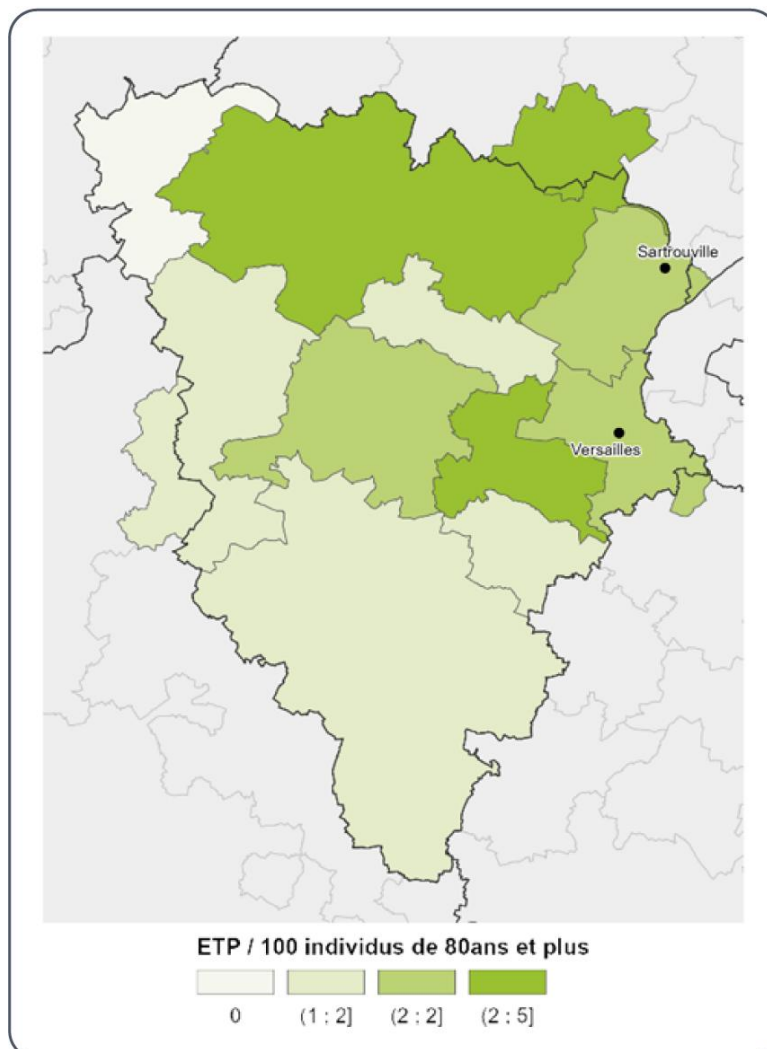 Sartrouville
Versailles
ETP / 100 individus de 80ans et plus
0 (1 : 2] (2 : 2] (2 : 5]